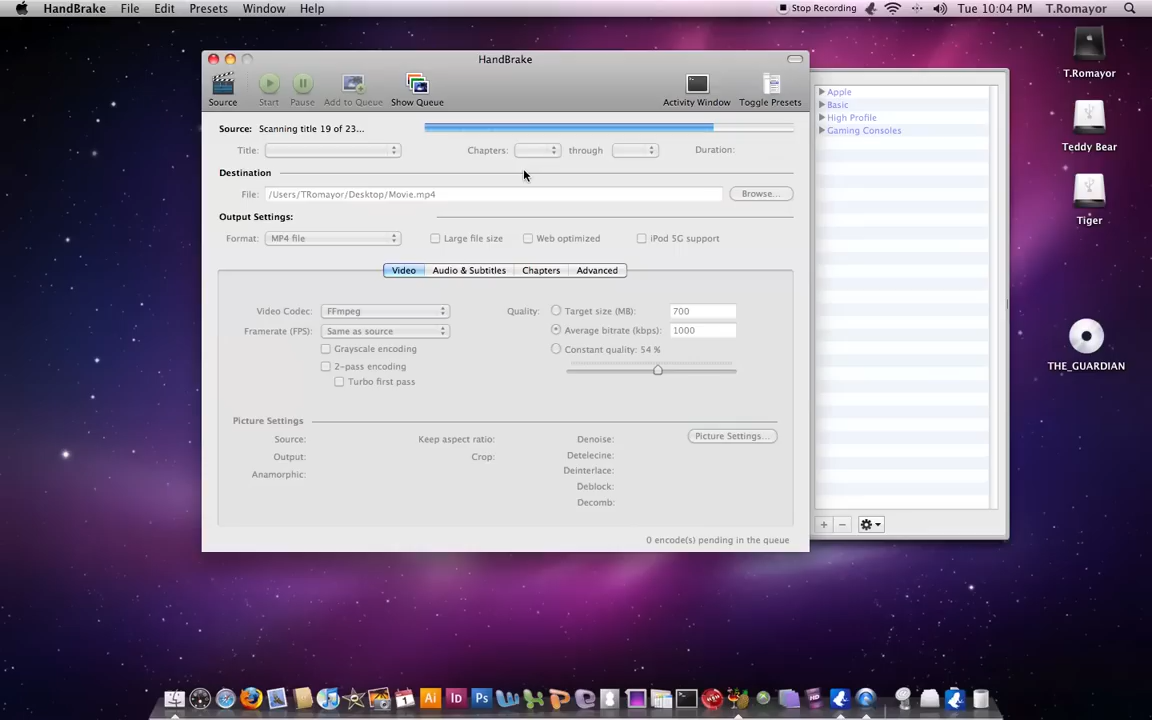 HandBrake File Edit Presets Window Help Stop Recording Tue 10:04 PM T.Romayor
HandBrake
Source Start Pause Add to Queue Show Queue Activity Window Toggle Presets
Source: Scanning title 19 of 23...
Title: Chapters: through Duration:
Destination
File: /Users/TRomayor/Desktop/Movie.mp4 Browse...
Output Settings:
Format: MP4 file Large file size Web optimized iPod 5G support
Video Audio & Subtitles Chapters Advanced
Video Codec: FFmpeg Quality: Target size (MB): 700
Framerate (FPS): Same as source Average bitrate (kbps): 1000
Grayscale encoding Constant quality: 54 %
2-pass encoding
Turbo first pass
Picture Settings
Source: Keep aspect ratio: Denoise: Picture Settings...
Output: Crop: Detelecine:
Anamorphic: Deinterlace:
Deblock:
Decomb:
0 encode(s) pending in the queue
Apple
Basic
High Profile
Gaming Consoles
T.Romayor
Teddy Bear
Tiger
THE_GUARDIAN
Ai Id Ps
HD